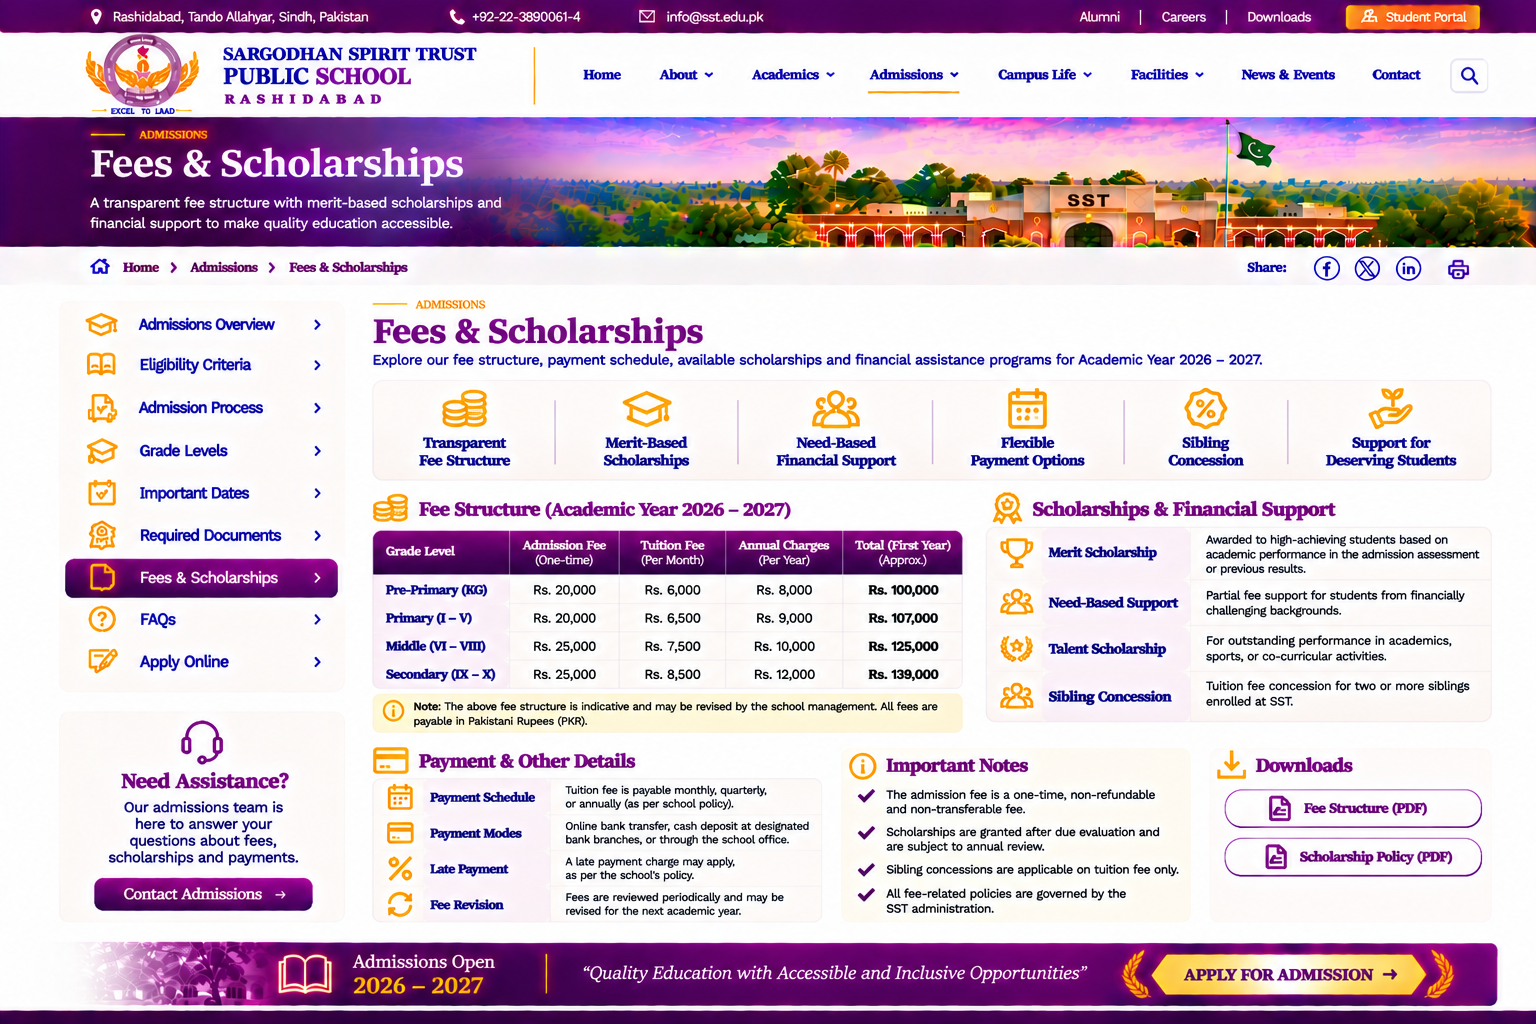 Rashidabad, Tando Allahyar, Sindh, Pakistan
+92-22-3890061-4
info@sst.edu.pk
Alumni
Careers
Downloads
Student Portal
SARGODHAN SPIRIT TRUST
PUBLIC SCHOOL
RASHIDABAD
EXCEL TO LAAD
Home
About
Academics
Admissions
Campus Life
Facilities
News & Events
Contact
ADMISSIONS
Fees & Scholarships
A transparent fee structure with merit-based scholarships and
financial support to make quality education accessible.
SST
Home
Admissions
Fees & Scholarships
Share:
Admissions Overview
Eligibility Criteria
Admission Process
Grade Levels
Important Dates
Required Documents
Fees & Scholarships
FAQs
Apply Online
Need Assistance?
Our admissions team is
here to answer your
questions about fees,
scholarships and payments.
Contact Admissions →
ADMISSIONS
Fees & Scholarships
Explore our fee structure, payment schedule, available scholarships and financial assistance programs for Academic Year 2026 – 2027.
Transparent
Fee Structure
Merit-Based
Scholarships
Need-Based
Financial Support
Flexible
Payment Options
Sibling
Concession
Support for
Deserving Students
Fee Structure (Academic Year 2026 – 2027)
Grade Level
Admission Fee
(One-time)
Tuition Fee
(Per Month)
Annual Charges
(Per Year)
Total (First Year)
(Approx.)
Pre-Primary (KG) Rs. 20,000 Rs. 6,000 Rs. 8,000 Rs. 100,000
Primary (I – V) Rs. 20,000 Rs. 6,500 Rs. 9,000 Rs. 107,000
Middle (VI – VIII) Rs. 25,000 Rs. 7,500 Rs. 10,000 Rs. 125,000
Secondary (IX – X) Rs. 25,000 Rs. 8,500 Rs. 12,000 Rs. 139,000
Note: The above fee structure is indicative and may be revised by the school management. All fees are
payable in Pakistani Rupees (PKR).
Scholarships & Financial Support
Merit Scholarship
Awarded to high-achieving students based on
academic performance in the admission assessment
or previous results.
Need-Based Support
Partial fee support for students from financially
challenging backgrounds.
Talent Scholarship
For outstanding performance in academics,
sports, or co-curricular activities.
Sibling Concession
Tuition fee concession for two or more siblings
enrolled at SST.
Payment & Other Details
Payment Schedule
Tuition fee is payable monthly, quarterly,
or annually (as per school policy).
Payment Modes
Online bank transfer, cash deposit at designated
bank branches, or through the school office.
Late Payment
A late payment charge may apply,
as per the school's policy.
Fee Revision
Fees are reviewed periodically and may be
revised for the next academic year.
Important Notes
The admission fee is a one-time, non-refundable
and non-transferable fee.
Scholarships are granted after due evaluation and
are subject to annual review.
Sibling concessions are applicable on tuition fee only.
All fee-related policies are governed by the
SST administration.
Downloads
Fee Structure (PDF)
Scholarship Policy (PDF)
Admissions Open
2026 – 2027
“Quality Education with Accessible and Inclusive Opportunities”
APPLY FOR ADMISSION →